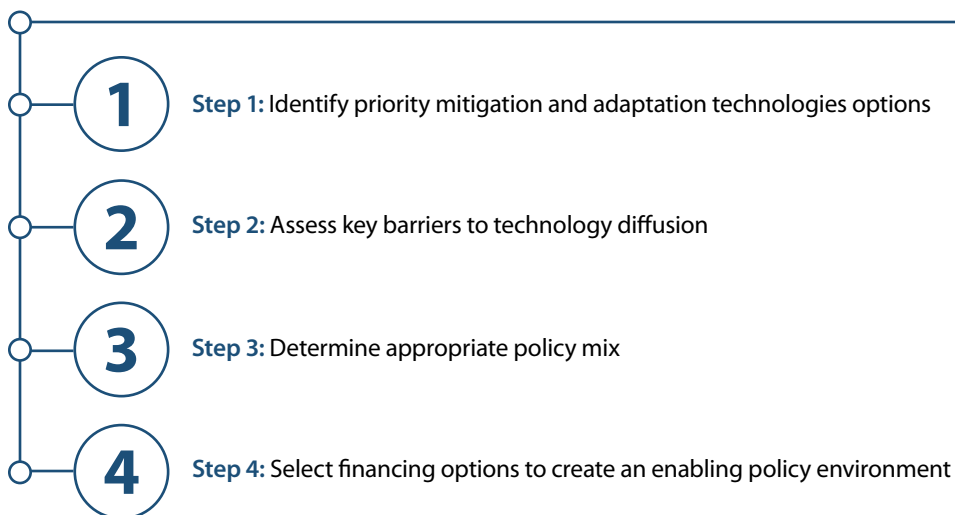 1
Step 1: Identify priority mitigation and adaptation technologies options
2
Step 2: Assess key barriers to technology diffusion
3
Step 3: Determine appropriate policy mix
4
Step 4: Select financing options to create an enabling policy environment